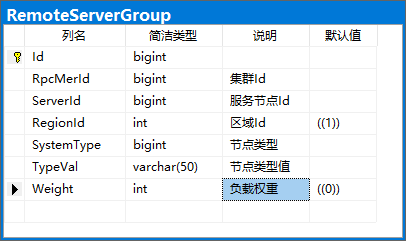 RemoteServerGroup
列名 简洁类型 说明 默认值
Id bigint
RpcMerId bigint 集群Id
ServerId bigint 服务节点Id
RegionId int 区域Id ((1))
SystemType bigint 节点类型
TypeVal varchar(50) 节点类型值
Weight int 负载权重 ((0))